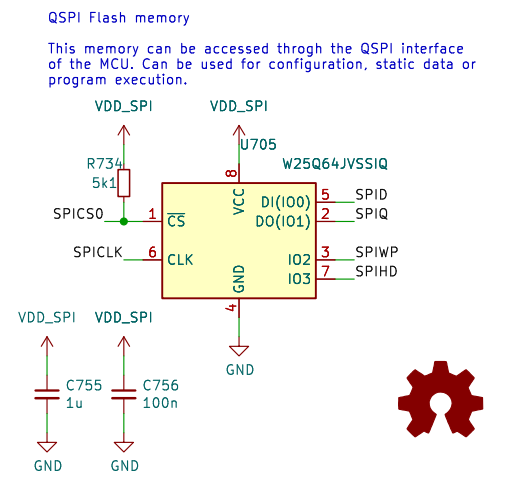 QSPI Flash memory
This memory can be accessed throgh the QSPI interface
of the MCU. Can be used for configuration, static data or
program execution.
VDD_SPI
VDD_SPI
U705
W25Q64JVSSIQ
R734
5k1
8
VCC
SPICS0
1
CS
DI(IO0)
5
SPID
DO(IO1)
2
SPIQ
SPICLK
6
CLK
IO2
3
SPIWP
IO3
7
SPIHD
GND
4
GND
VDD_SPI
VDD_SPI
C755
1u
C756
100n
GND
GND